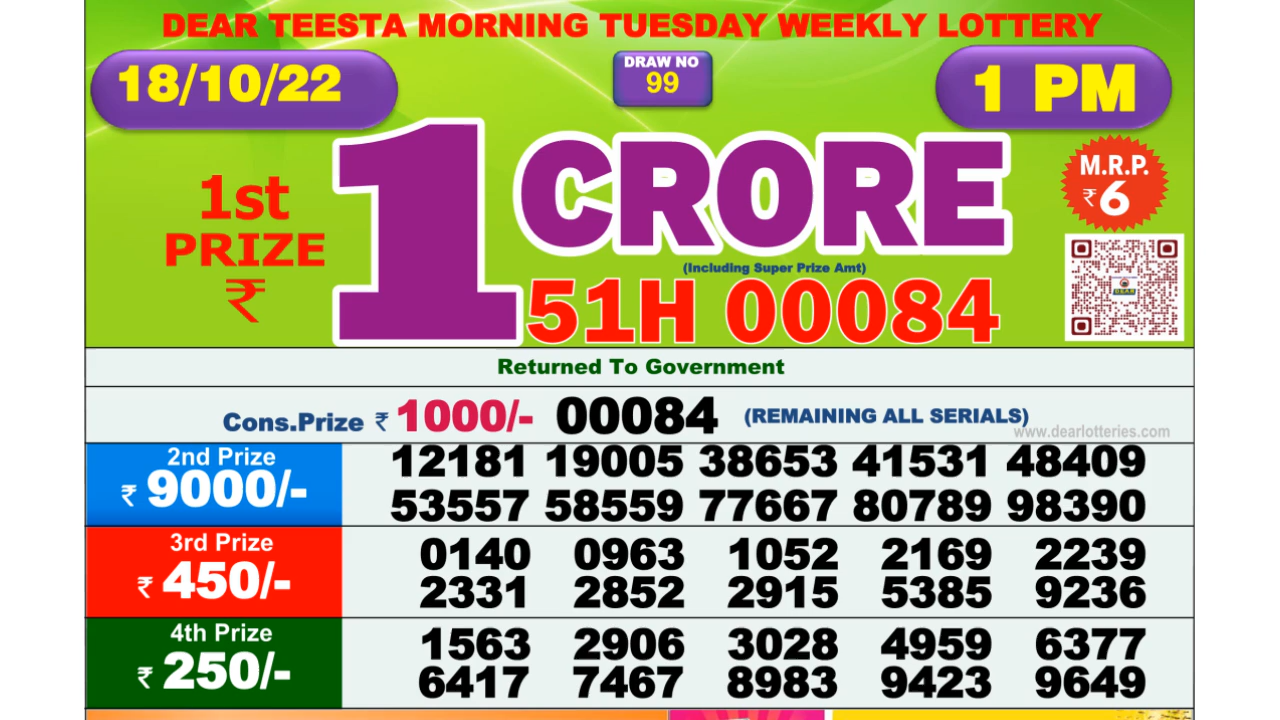 DEAR TEESTA MORNING TUESDAY WEEKLY LOTTERY
18/10/22
DRAW NO
99
1 PM
1st
PRIZE
₹
1 CRORE
(Including Super Prize Amt)
51H 00084
M.R.P.
₹6
DEAR
Returned To Government
Cons.Prize ₹ 1000/- 00084 (REMAINING ALL SERIALS)
www.dearlotteries.com
2nd Prize
₹ 9000/-
12181 19005 38653 41531 48409
53557 58559 77667 80789 98390
3rd Prize
₹ 450/-
0140 0963 1052 2169 2239
2331 2852 2915 5385 9236
4th Prize
₹ 250/-
1563 2906 3028 4959 6377
6417 7467 8983 9423 9649